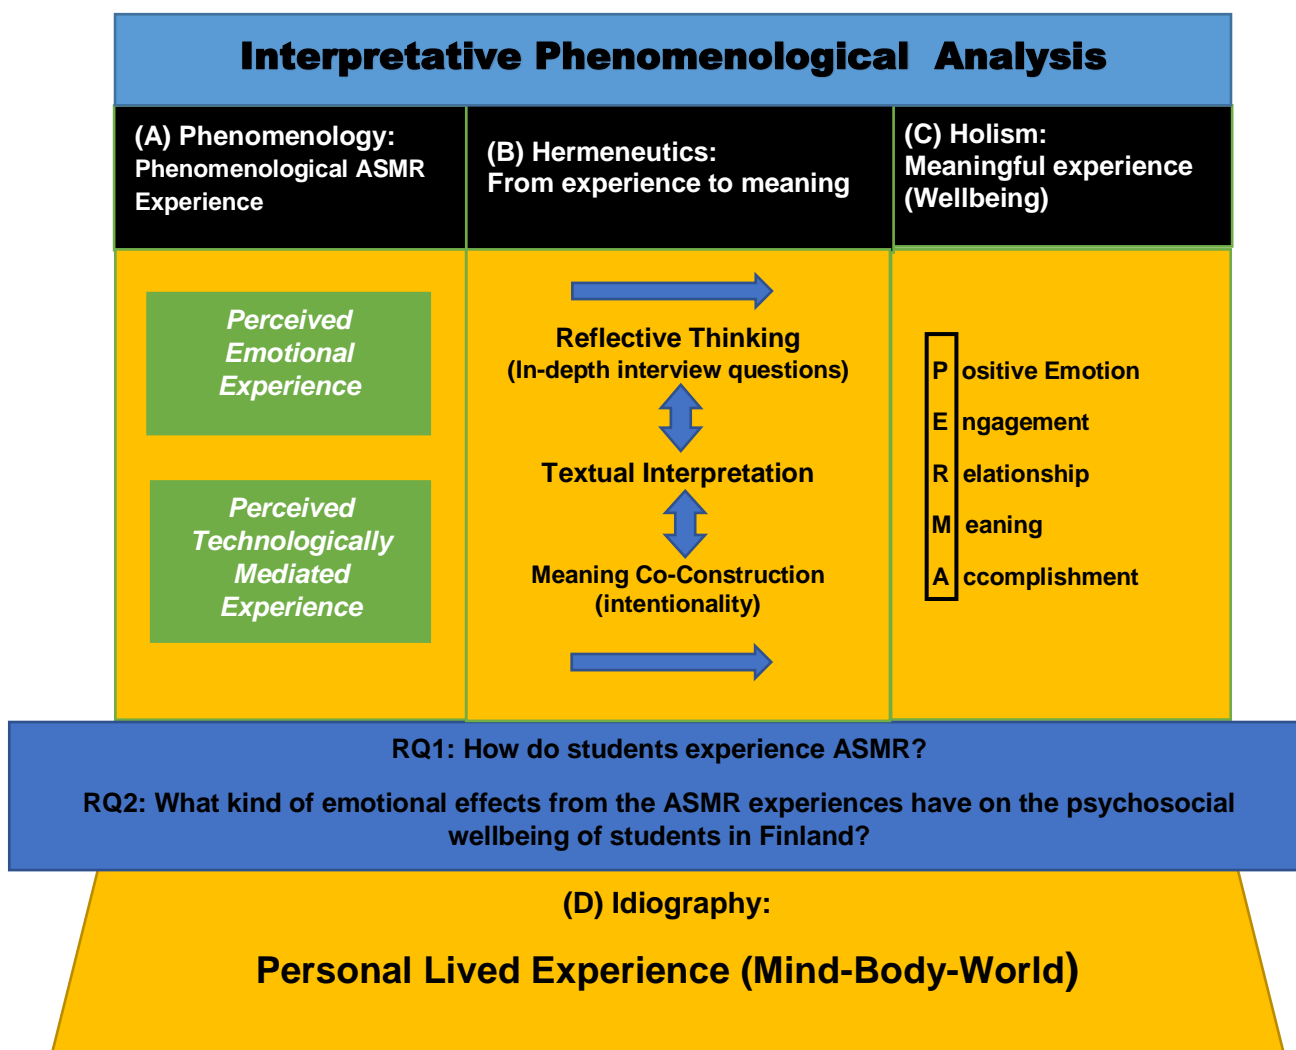 Interpretative Phenomenological Analysis
(A) Phenomenology:
Phenomenological ASMR
Experience
(B) Hermeneutics:
From experience to meaning
(C) Holism:
Meaningful experience
(Wellbeing)
Perceived
Emotional
Experience
Perceived
Technologically
Mediated
Experience
Reflective Thinking
(In-depth interview questions)
Textual Interpretation
Meaning Co-Construction
(intentionality)
P ositive Emotion
E ngagement
R elationship
M eaning
A ccomplishment
RQ1: How do students experience ASMR?
RQ2: What kind of emotional effects from the ASMR experiences have on the psychosocial
wellbeing of students in Finland?
(D) Idiography:
Personal Lived Experience (Mind-Body-World)